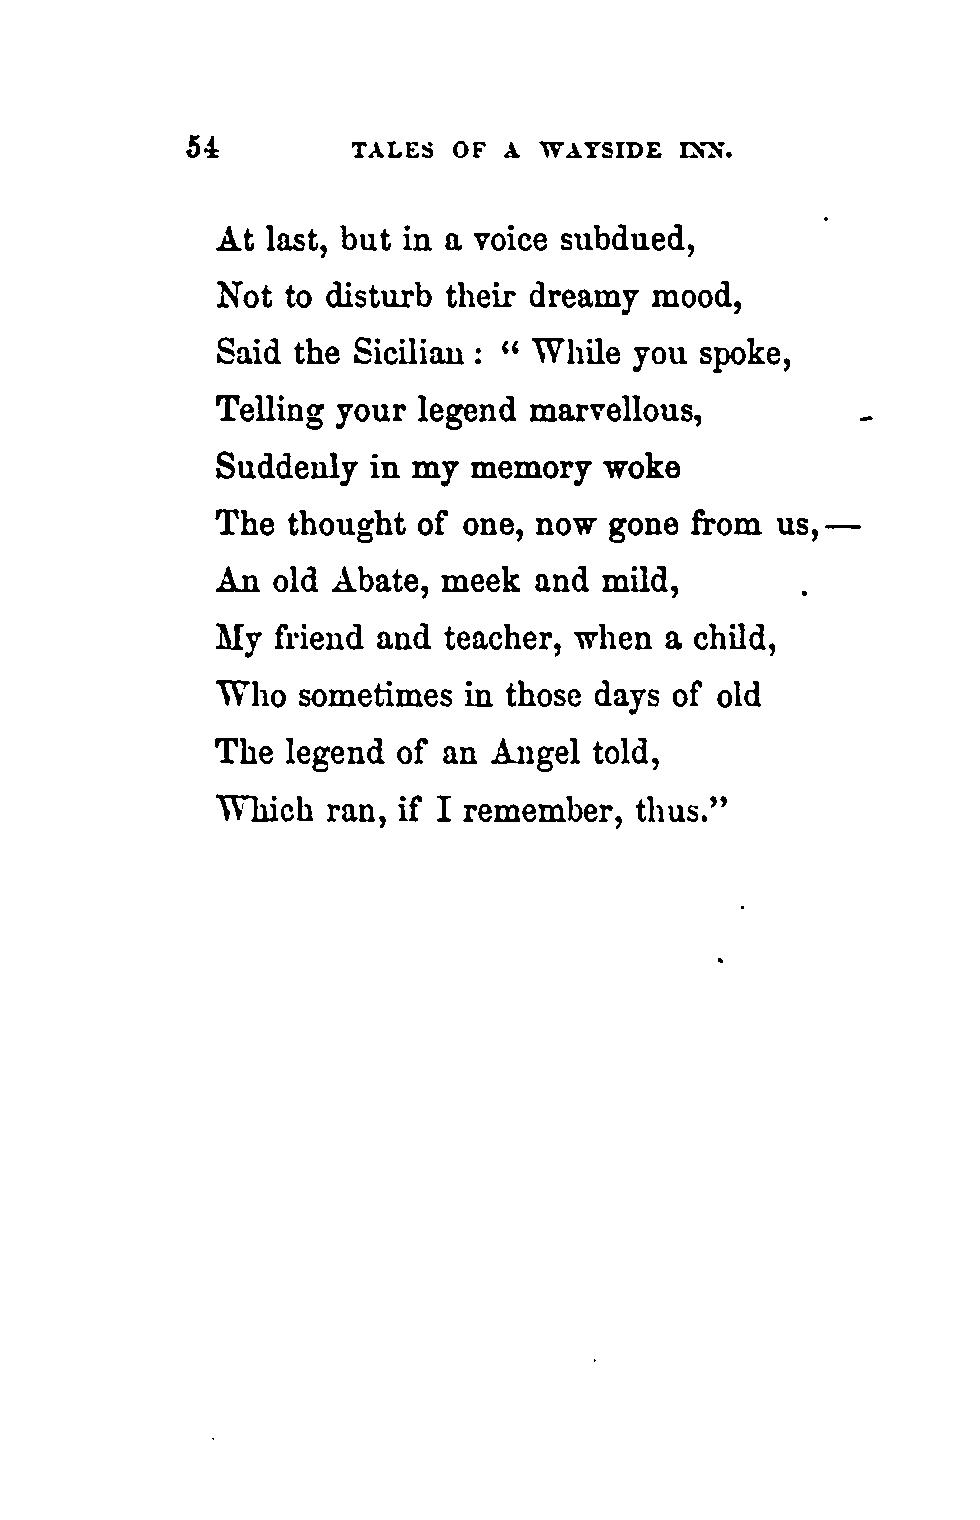 54 TALES OF A WAYSIDE INN.
At last, but in a voice subdued,
Not to disturb their dreamy mood,
Said the Sicilian : “ While you spoke,
Telling your legend marvellous,
Suddenly in my memory woke
The thought of one, now gone from us,—
An old Abate, meek and mild,
My friend and teacher, when a child,
Who sometimes in those days of old
The legend of an Angel told,
Which ran, if I remember, thus.”